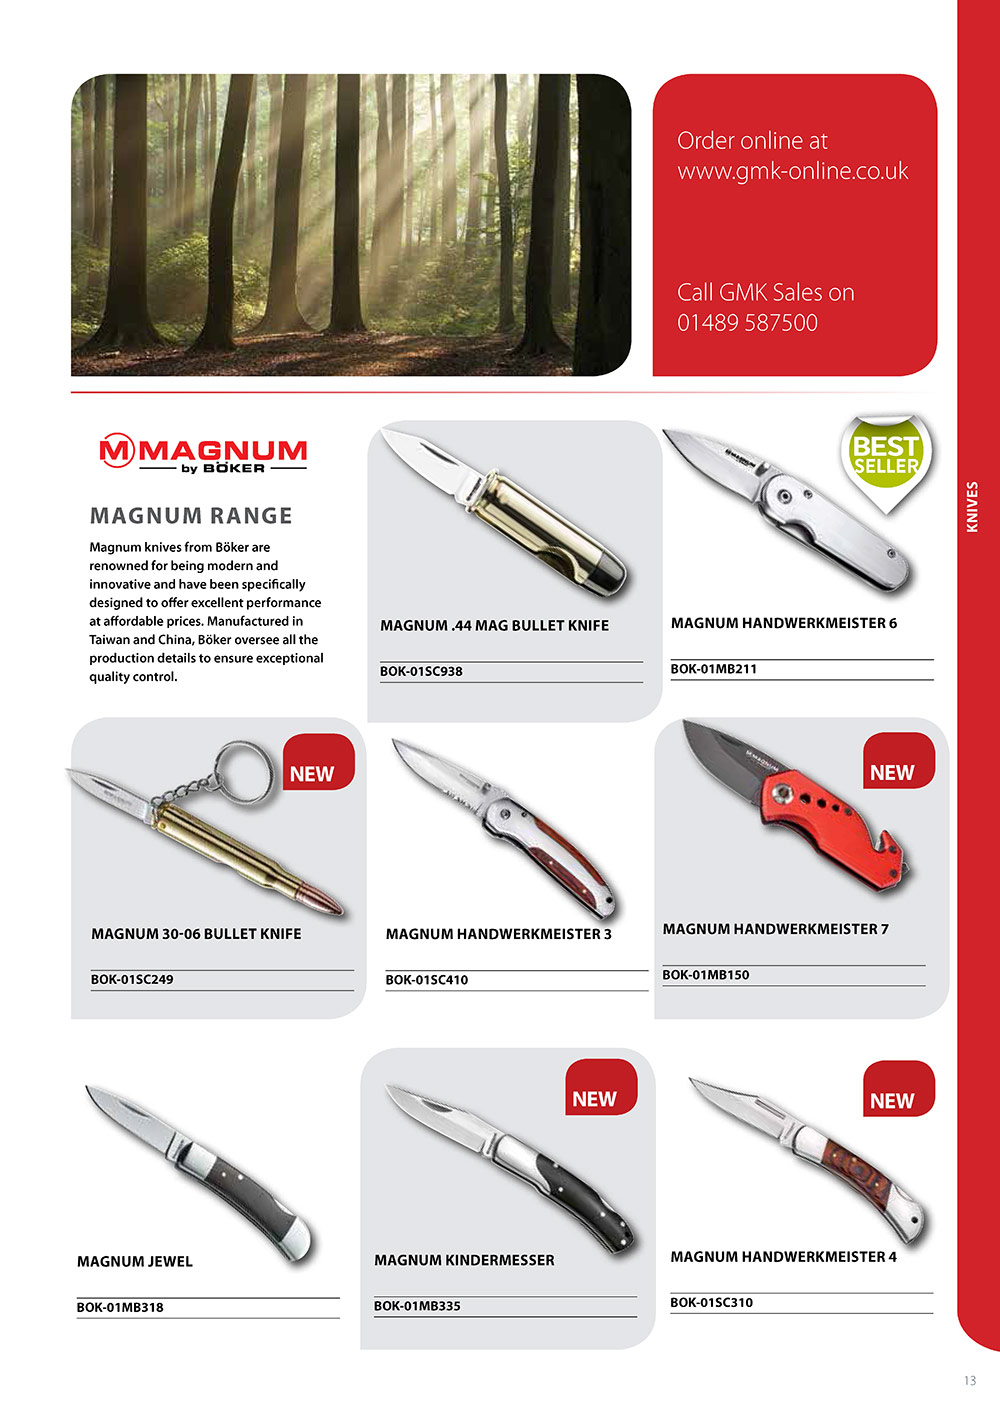 Order online at
www.gmk-online.co.uk
Call GMK Sales on
01489 587500
KNIVES
M MAGNUM
by BÖKER
MAGNUM RANGE
Magnum knives from Böker are
renowned for being modern and
innovative and have been specifically
designed to offer excellent performance
at affordable prices. Manufactured in
Taiwan and China, Böker oversee all the
production details to ensure exceptional
quality control.
MAGNUM .44 MAG BULLET KNIFE
BOK-01SC938
MAGNUM
BEST
SELLER
MAGNUM HANDWERKMEISTER 6
BOK-01MB211
NEW
MAGNUM 30-06 BULLET KNIFE
BOK-01SC249
MAGNUM HANDWERKMEISTER 3
BOK-01SC410
MAGNUM
NEW
MAGNUM HANDWERKMEISTER 7
BOK-01MB150
MAGNUM JEWEL
BOK-01MB318
NEW
MAGNUM KINDERMESSER
BOK-01MB335
NEW
MAGNUM HANDWERKMEISTER 4
BOK-01SC310
13